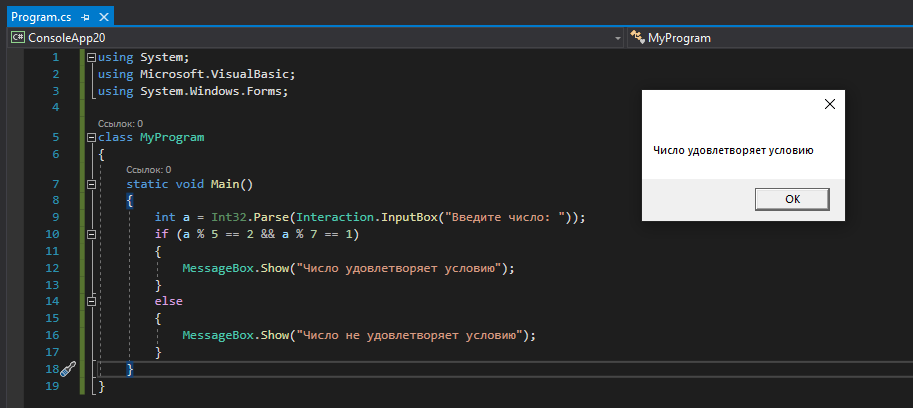 Program.cs
C# ConsoleApp20 MyProgram
1 using System;
2 using Microsoft.VisualBasic;
3 using System.Windows.Forms;
4
Ссылок: 0
5 class MyProgram
6 {
Ссылок: 0
7 static void Main()
8 {
9 int a = Int32.Parse(Interaction.InputBox("Введите число: "));
10 if (a % 5 == 2 && a % 7 == 1)
11 {
12 MessageBox.Show("Число удовлетворяет условию");
13 }
14 else
15 {
16 MessageBox.Show("Число не удовлетворяет условию");
17 }
18 }
19 }
Число удовлетворяет условию
OK